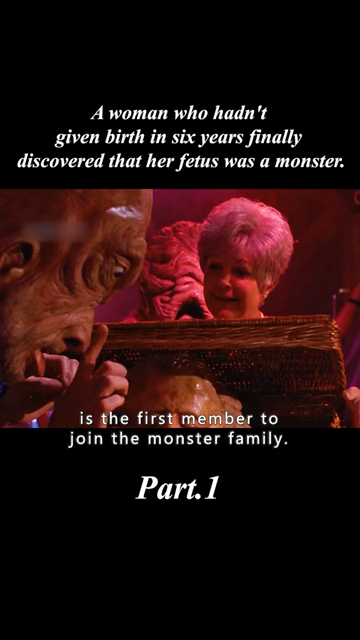 A woman who hadn't
given birth in six years finally
discovered that her fetus was a monster.
is the first member to
join the monster family.
Part.1